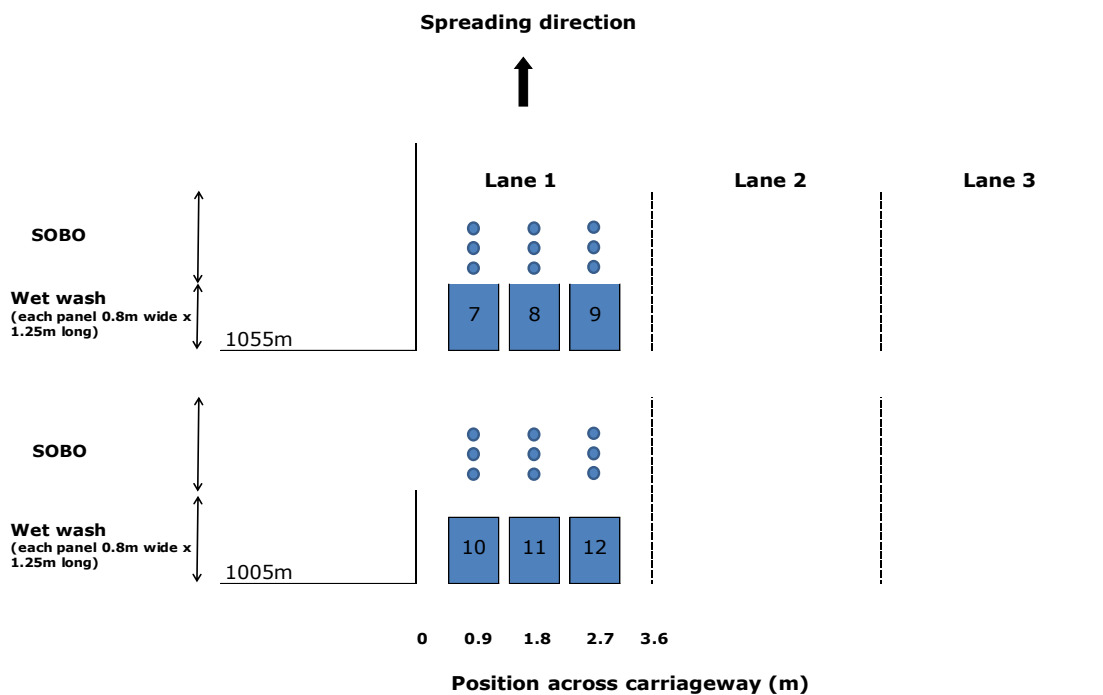 Spreading direction
Lane 1 Lane 2 Lane 3
SOBO
Wet wash
(each panel 0.8m wide x
1.25m long)
7 8 9
1055m
SOBO
Wet wash
(each panel 0.8m wide x
1.25m long)
10 11 12
1005m
0 0.9 1.8 2.7 3.6
Position across carriageway (m)